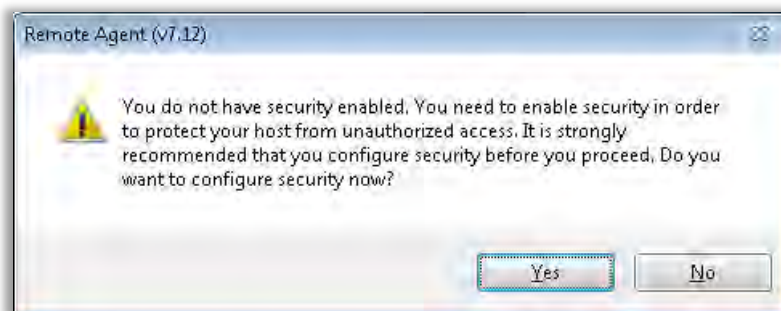 Remote Agent (v7.12)
You do not have security enabled. You need to enable security in order
to protect your host from unauthorized access. It is strongly
recommended that you configure security before you proceed. Do you
want to configure security now?
Yes
No